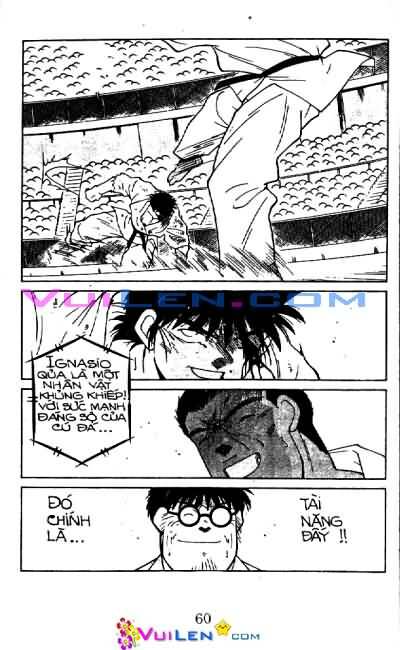 VuiLen.com
IGNASIO
QUẢ LÀ MỘT
NHÂN VẬT
KHỦNG KHIẾP!
VỚI SỨC MẠNH
ĐÁNG SỢ CỦA
CÚ ĐÁ...
ĐÓ
CHÍNH
LÀ...
TÀI
NĂNG
ĐẤY !!
60
VuiLen.com